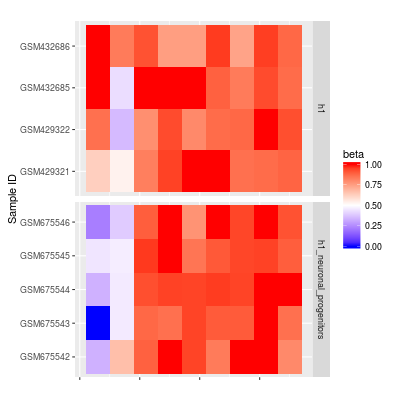 GSM432686
GSM432685
GSM429322
GSM429321
h1
GSM675546
GSM675545
GSM675544
GSM675543
GSM675542
h1_neuronal_progenitors
Sample ID
beta
1.00
0.75
0.50
0.25
0.00